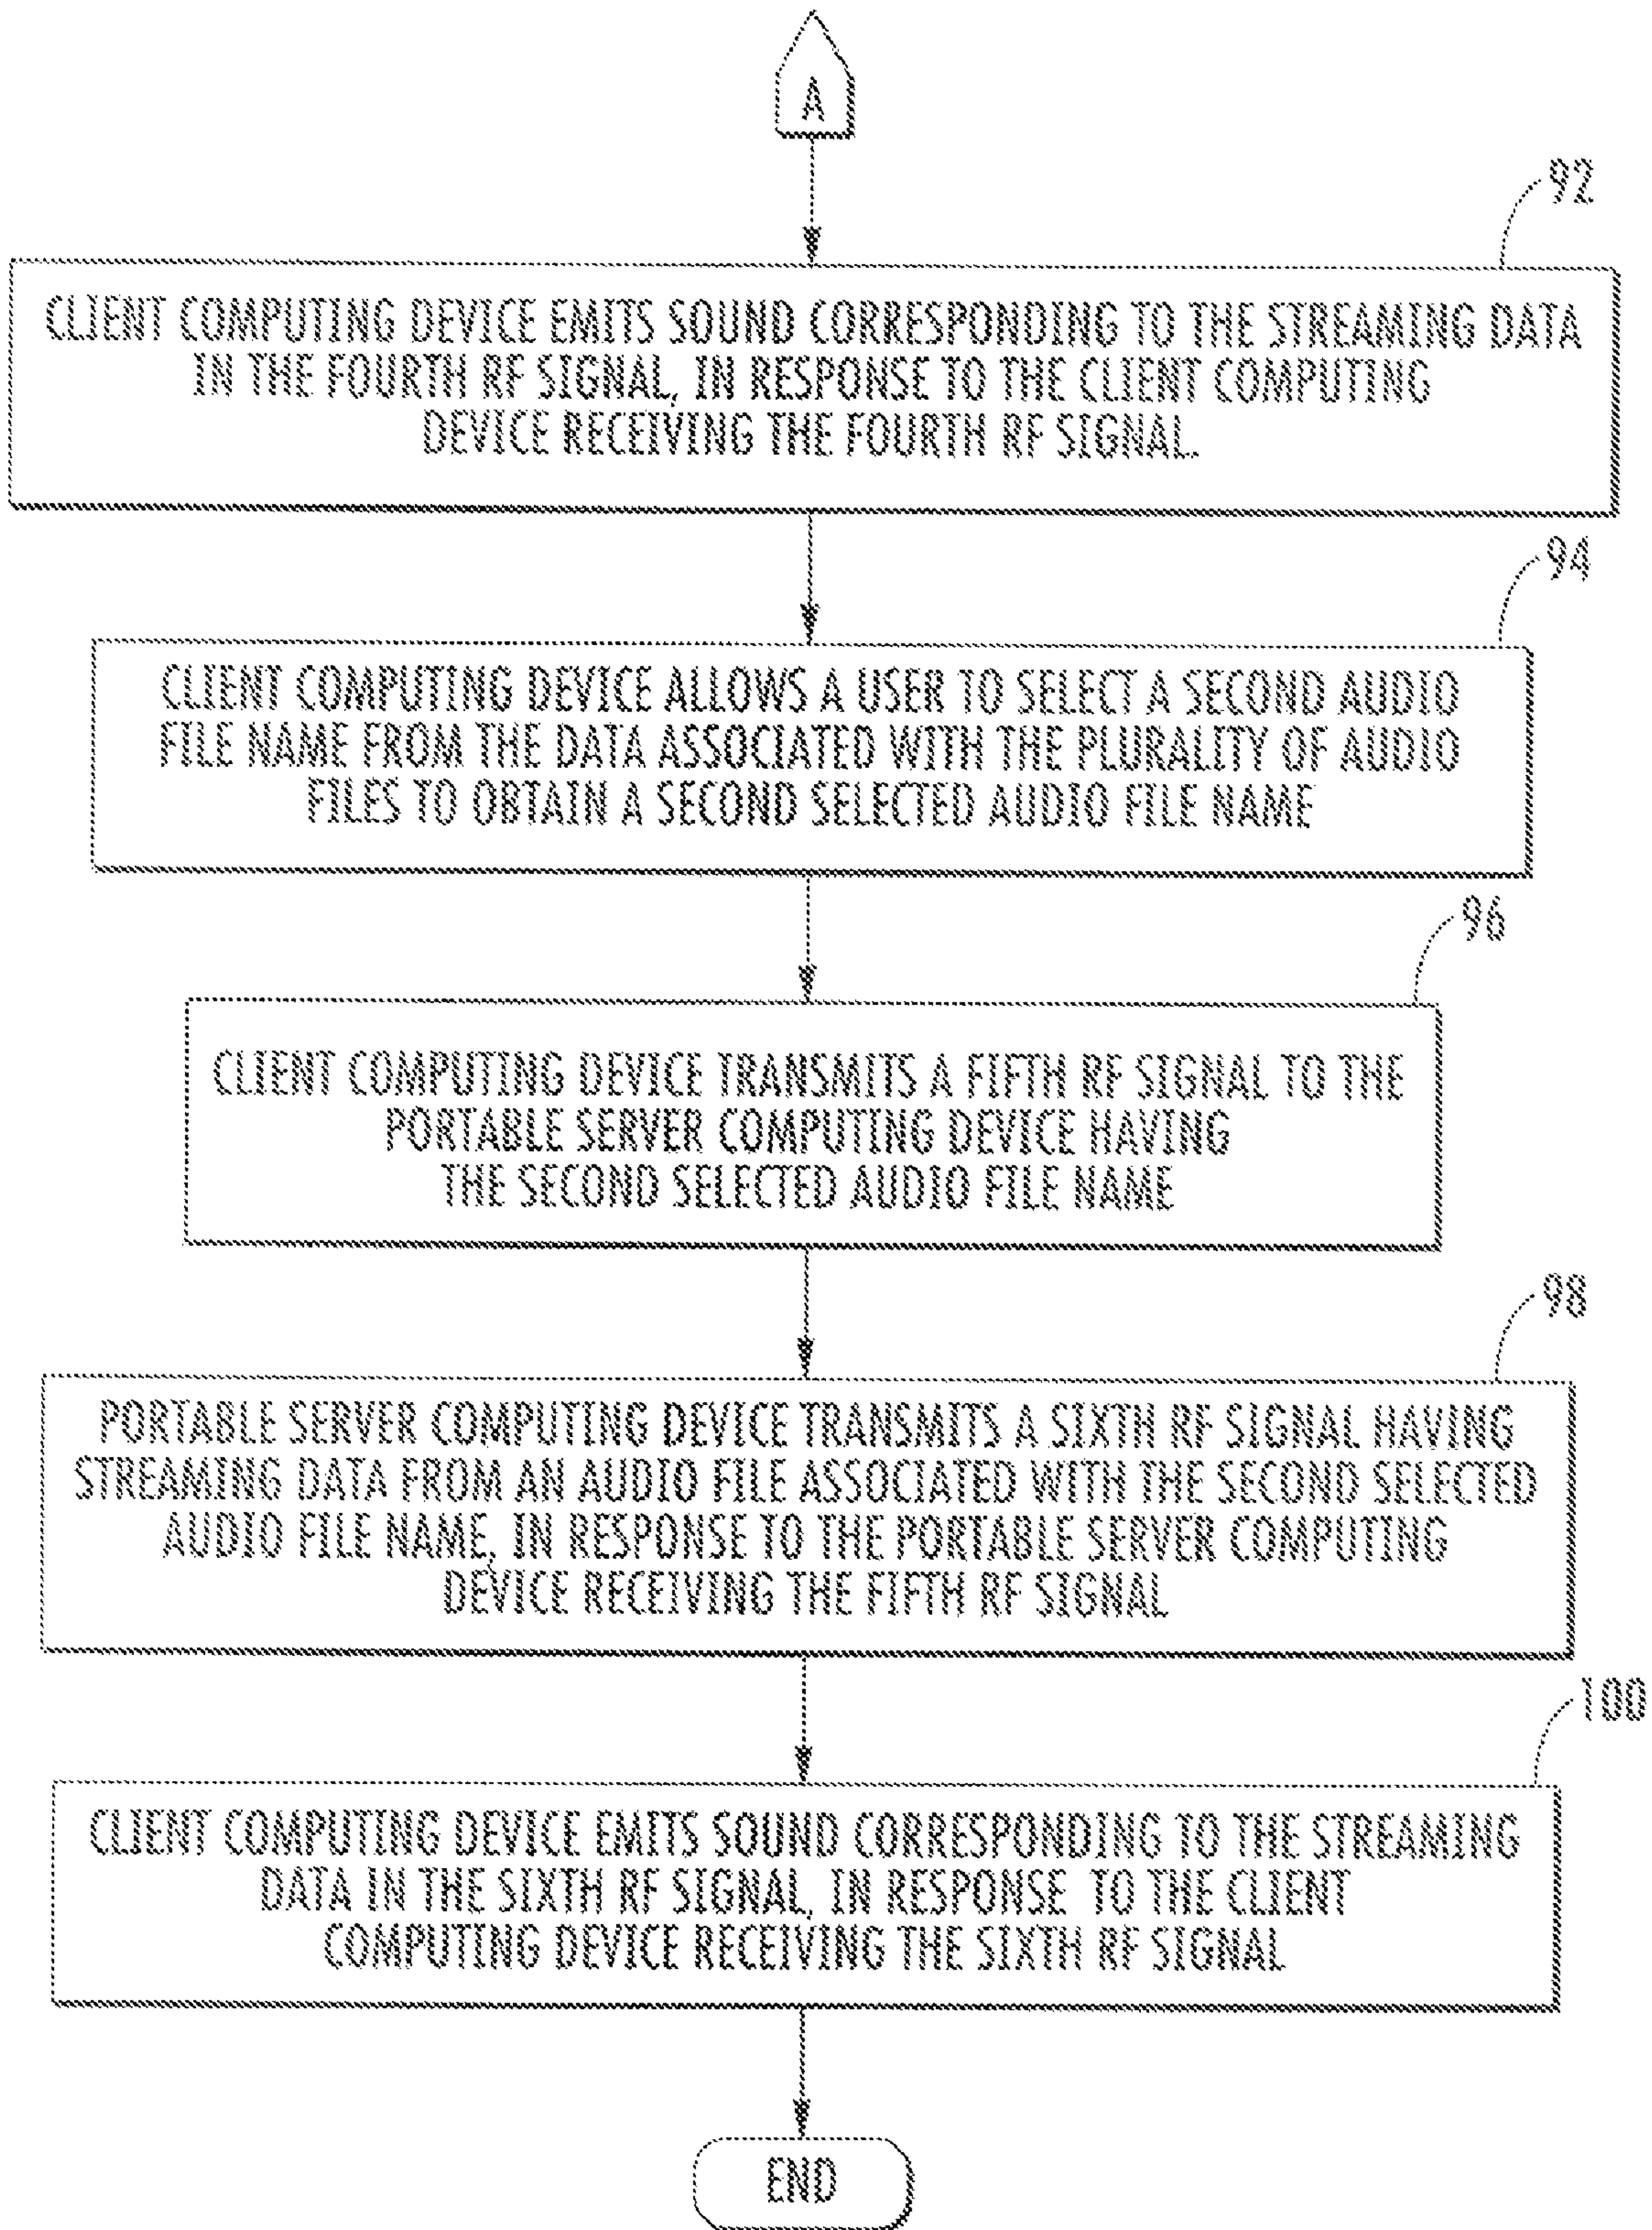 A
92
CLIENT COMPUTING DEVICE EMITS SOUND CORRESPONDING TO THE STREAMING DATA
IN THE FOURTH RF SIGNAL, IN RESPONSE TO THE CLIENT COMPUTING
DEVICE RECEIVING THE FOURTH RF SIGNAL.
94
CLIENT COMPUTING DEVICE ALLOWS A USER TO SELECT A SECOND AUDIO
FILE NAME FROM THE DATA ASSOCIATED WITH THE PLURALITY OF AUDIO
FILES TO OBTAIN A SECOND SELECTED AUDIO FILE NAME
96
CLIENT COMPUTING DEVICE TRANSMITS A FIFTH RF SIGNAL TO THE
PORTABLE SERVER COMPUTING DEVICE HAVING
THE SECOND SELECTED AUDIO FILE NAME
98
PORTABLE SERVER COMPUTING DEVICE TRANSMITS A SIXTH RF SIGNAL HAVING
STREAMING DATA FROM AN AUDIO FILE ASSOCIATED WITH THE SECOND SELECTED
AUDIO FILE NAME, IN RESPONSE TO THE PORTABLE SERVER COMPUTING
DEVICE RECEIVING THE FIFTH RF SIGNAL
100
CLIENT COMPUTING DEVICE EMITS SOUND CORRESPONDING TO THE STREAMING
DATA IN THE SIXTH RF SIGNAL, IN RESPONSE TO THE CLIENT
COMPUTING DEVICE RECEIVING THE SIXTH RF SIGNAL
END